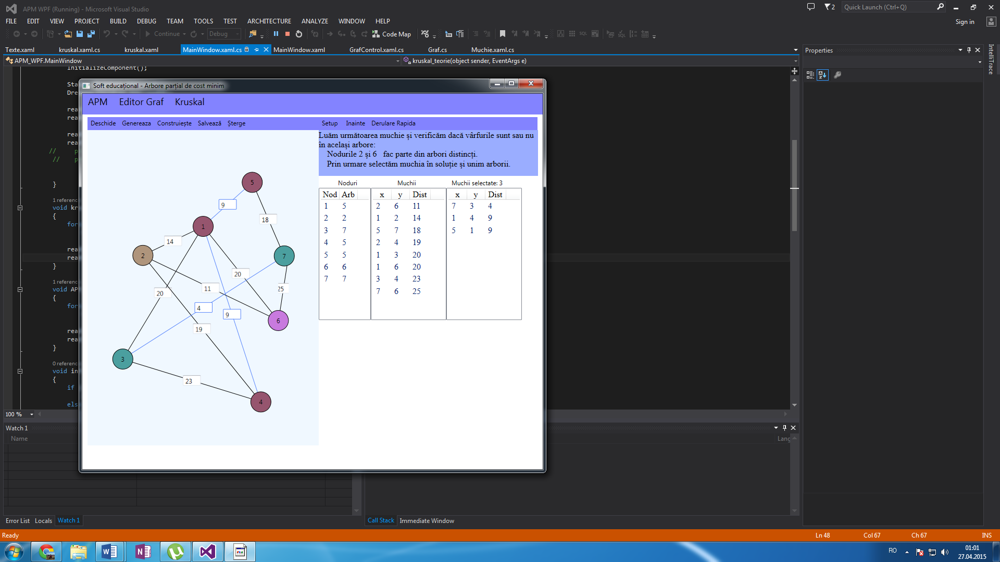 APM WPF (Running) - Microsoft Visual Studio
2
Quick Launch (Ctrl+Q)
FILE EDIT VIEW PROJECT BUILD DEBUG TEAM TOOLS TEST ARCHITECTURE ANALYZE WINDOW HELP
Sign in
Continue Debug Code Map
Texte.xaml kruskal.xaml.cs kruskal.xaml MainWindow.xaml.cs MainWindow.xaml GrafControl.xaml.cs Graf.cs Muchie.xaml.cs
Properties
IntelliTrace
APM_WPF.MainWindow
kruskal_teorie(object sender, EventArgs e)
InitializeComponent();
Sta
Dre
rea
rea
rea
rea
// p
// p
}
1 referenc
void kr
{
for
rea
rea
}
1 referenc
void AP
{
for
rea
rea
}
0 referenc
void in
{
if
els
100 %
Soft educațional - Arbore parțial de cost minim
APM Editor Graf Kruskal
Deschide Genereaza Construiește Salvează Șterge
Setup Inainte Derulare Rapida
Luăm următoarea muchie și verificăm dacă vârfurile sunt sau nu
în același arbore:
Nodurile 2 și 6 fac parte din arbori distincți.
Prin urmare selectăm muchia în soluție și unim arborii.
Noduri Muchii Muchii selectate: 3
Nod Arb x y Dist x y Dist
1 5 2 6 11 7 3 4
2 2 1 2 14 1 4 9
3 7 5 7 18 5 1 9
4 5 2 4 19
5 5 1 3 20
6 6 1 6 20
7 7 3 4 23
7 6 25
5
9
18
1
14
2
7
20
11
25
20
4
9
6
19
3
23
4
Watch 1
Name
Lang
Error List Locals Watch 1
Call Stack Immediate Window
Ready
Ln 48 Col 67 Ch 67 INS
RO
01:01
27.04.2015